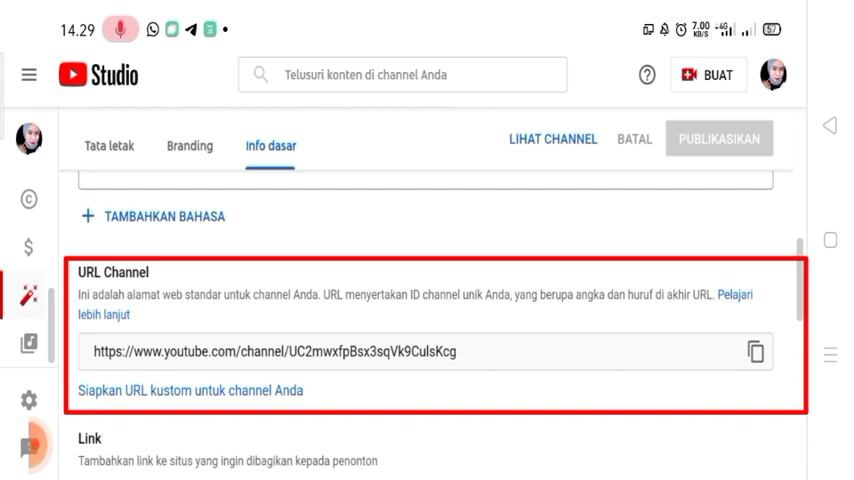 14.29
7.00 KB/S 4G 57
Studio
Telusuri konten di channel Anda
BUAT
Tata letak Branding Info dasar
LIHAT CHANNEL BATAL PUBLIKASIKAN
TAMBAHKAN BAHASA
URL Channel
Ini adalah alamat web standar untuk channel Anda. URL menyertakan ID channel unik Anda, yang berupa angka dan huruf di akhir URL. Pelajari
lebih lanjut
https://www.youtube.com/channel/UC2mwxfpBsx3sqVk9CulsKcg
Siapkan URL kustom untuk channel Anda
Link
Tambahkan link ke situs yang ingin dibagikan kepada penonton